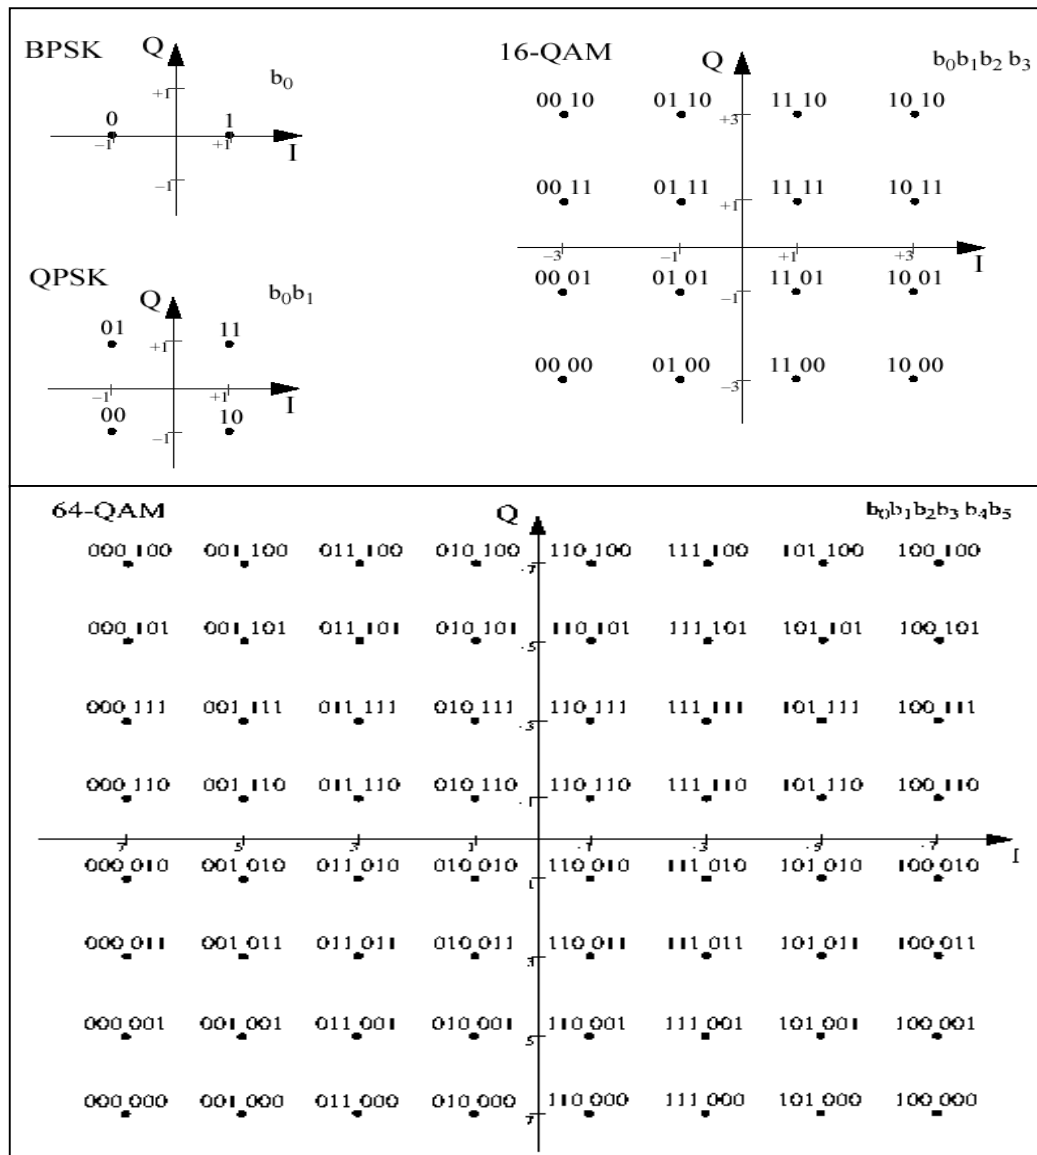 BPSK Q b₀
+1
0 1
−1 +1 I
−1
16-QAM Q b₀b₁b₂ b₃
00 10 01 10 11 10 10 10
+3
00 11 01 11 11 11 10 11
+1
−3 −1 +1 +3 I
00 01 01 01 11 01 10 01
−1
00 00 01 00 11 00 10 00
−3
QPSK Q b₀b₁
01 11
+1
−1 +1 I
00 10
−1
64-QAM Q b₀b₁b₂b₃ b₄b₅
000 100 001 100 011 100 010 100 110 100 111 100 101 100 100 100
000 101 001 101 011 101 010 101 110 101 111 101 101 101 100 101
000 111 001 111 011 111 010 111 110 111 111 111 101 111 100 111
000 110 001 110 011 110 010 110 110 110 111 110 101 110 100 110
I
000 010 001 010 011 010 010 010 110 010 111 010 101 010 100 010
000 011 001 011 011 011 010 011 110 011 111 011 101 011 100 011
000 001 001 001 011 001 010 001 110 001 111 001 101 001 100 001
000 000 001 000 011 000 010 000 110 000 111 000 101 000 100 000